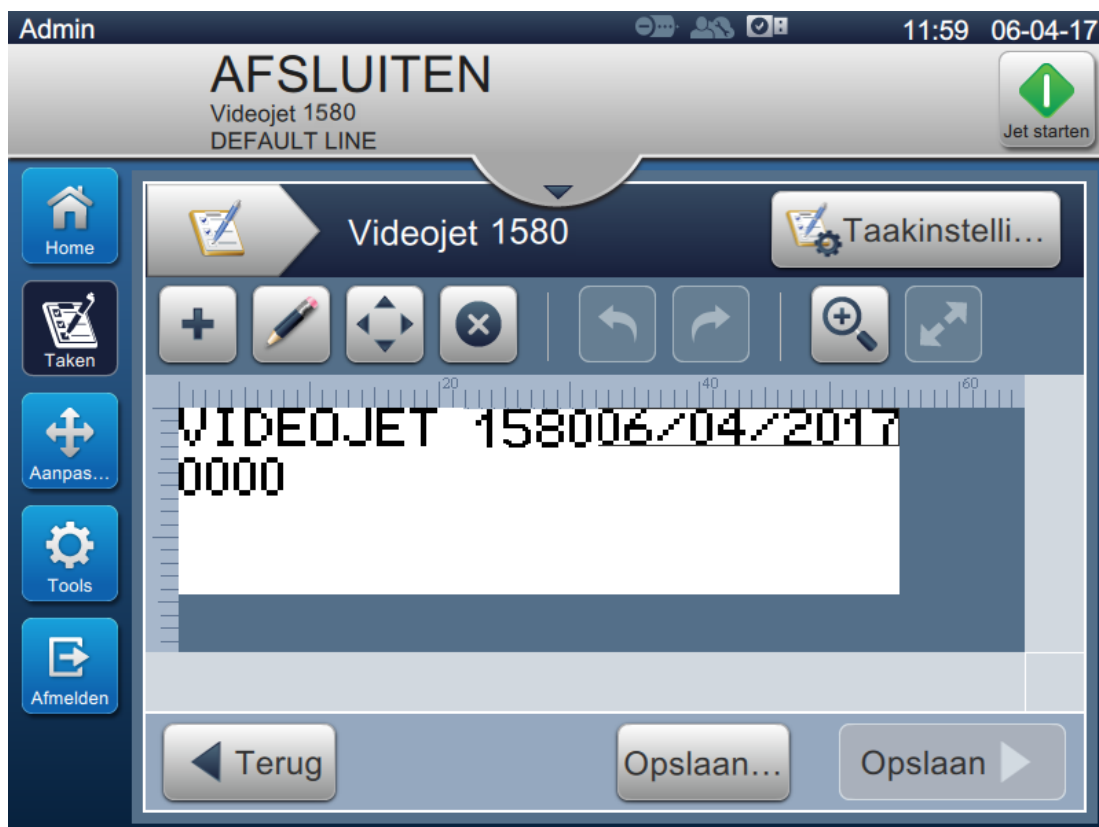 Admin 11:59 06-04-17
AFSLUITEN
Videojet 1580
DEFAULT LINE
Jet starten
Home
Videojet 1580
Taakinstelli...
Taken
20 40 60
VIDEOJET 158006/04/2017
0000
Aanpas...
Tools
Afmelden
Terug
Opslaan...
Opslaan